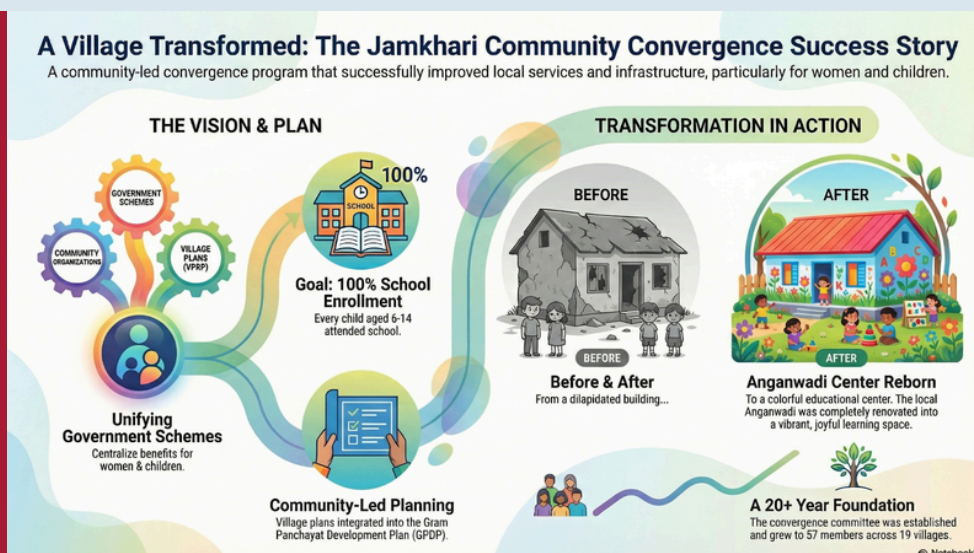 A Village Transformed: The Jamkhari Community Convergence Success Story
A community-led convergence program that successfully improved local services and infrastructure, particularly for women and children.
THE VISION & PLAN
GOVERNMENT
SCHEMES
COMMUNITY
ORGANIZATIONS
VILLAGE
PLANS
(VPRP)
Unifying
Government Schemes
Centralize benefits for
women & children.
100%
SCHOOL
Goal: 100% School
Enrollment
Every child aged 6-14
attended school.
Community-Led Planning
Village plans integrated into the Gram
Panchayat Development Plan (GPDP).
TRANSFORMATION IN ACTION
BEFORE
BEFORE
Before & After
From a dilapidated building...
AFTER
AFTER
Anganwadi Center Reborn
To a colorful educational center. The local
Anganwadi was completely renovated into
a vibrant, joyful learning space.
A 20+ Year Foundation
The convergence committee was established
and grew to 57 members across 19 villages.